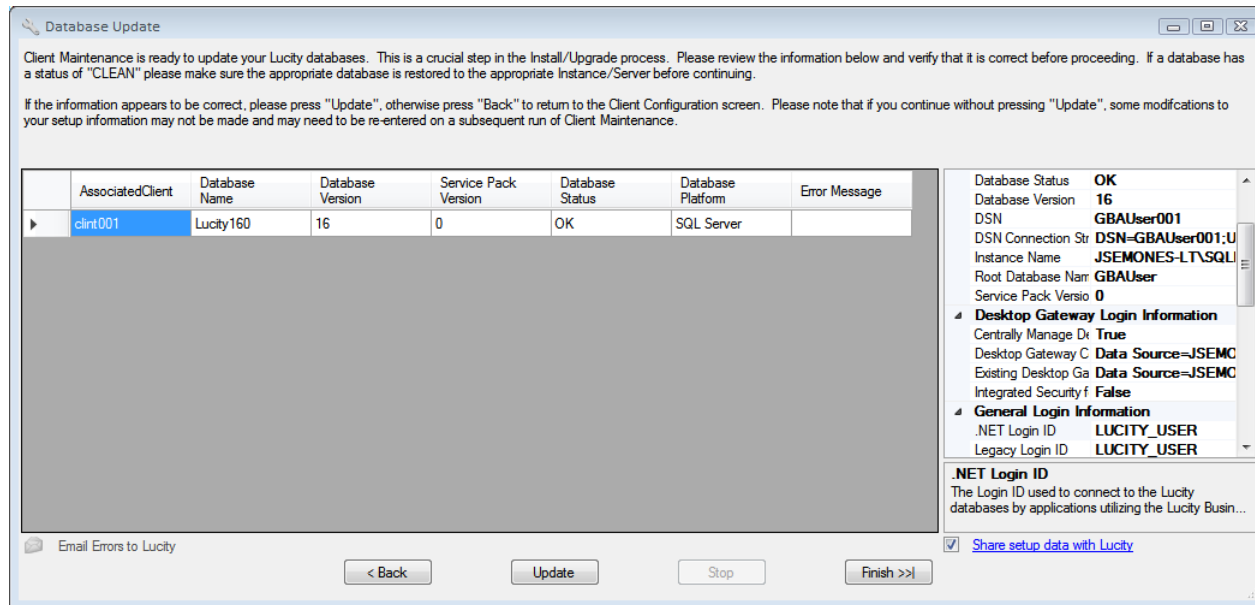 Database Update
Client Maintenance is ready to update your Lucity databases.  This is a crucial step in the Install/Upgrade process.  Please review the information below and verify that it is correct before proceeding.  If a database has
a status of "CLEAN" please make sure the appropriate database is restored to the appropriate Instance/Server before continuing.
If the information appears to be correct, please press "Update", otherwise press "Back" to return to the Client Configuration screen.  Please note that if you continue without pressing "Update", some modifcations to
your setup information may not be made and may need to be re-entered on a subsequent run of Client Maintenance.
AssociatedClient Database Name Database Version Service Pack Version Database Status Database Platform Error Message
clint001 Lucity160 16 0 OK SQL Server
Database Status OK
Database Version 16
DSN GBAUser001
DSN Connection Str DSN=GBAUser001;U
Instance Name JSEMONES-LT\SQL
Root Database Nam GBAUser
Service Pack Versio 0
Desktop Gateway Login Information
Centrally Manage De True
Desktop Gateway C Data Source=JSEMO
Existing Desktop Ga Data Source=JSEMO
Integrated Security f False
General Login Information
.NET Login ID LUCITY_USER
Legacy Login ID LUCITY_USER
.NET Login ID
The Login ID used to connect to the Lucity
databases by applications utilizing the Lucity Busin...
Email Errors to Lucity
Share setup data with Lucity
< Back Update Stop Finish >>|